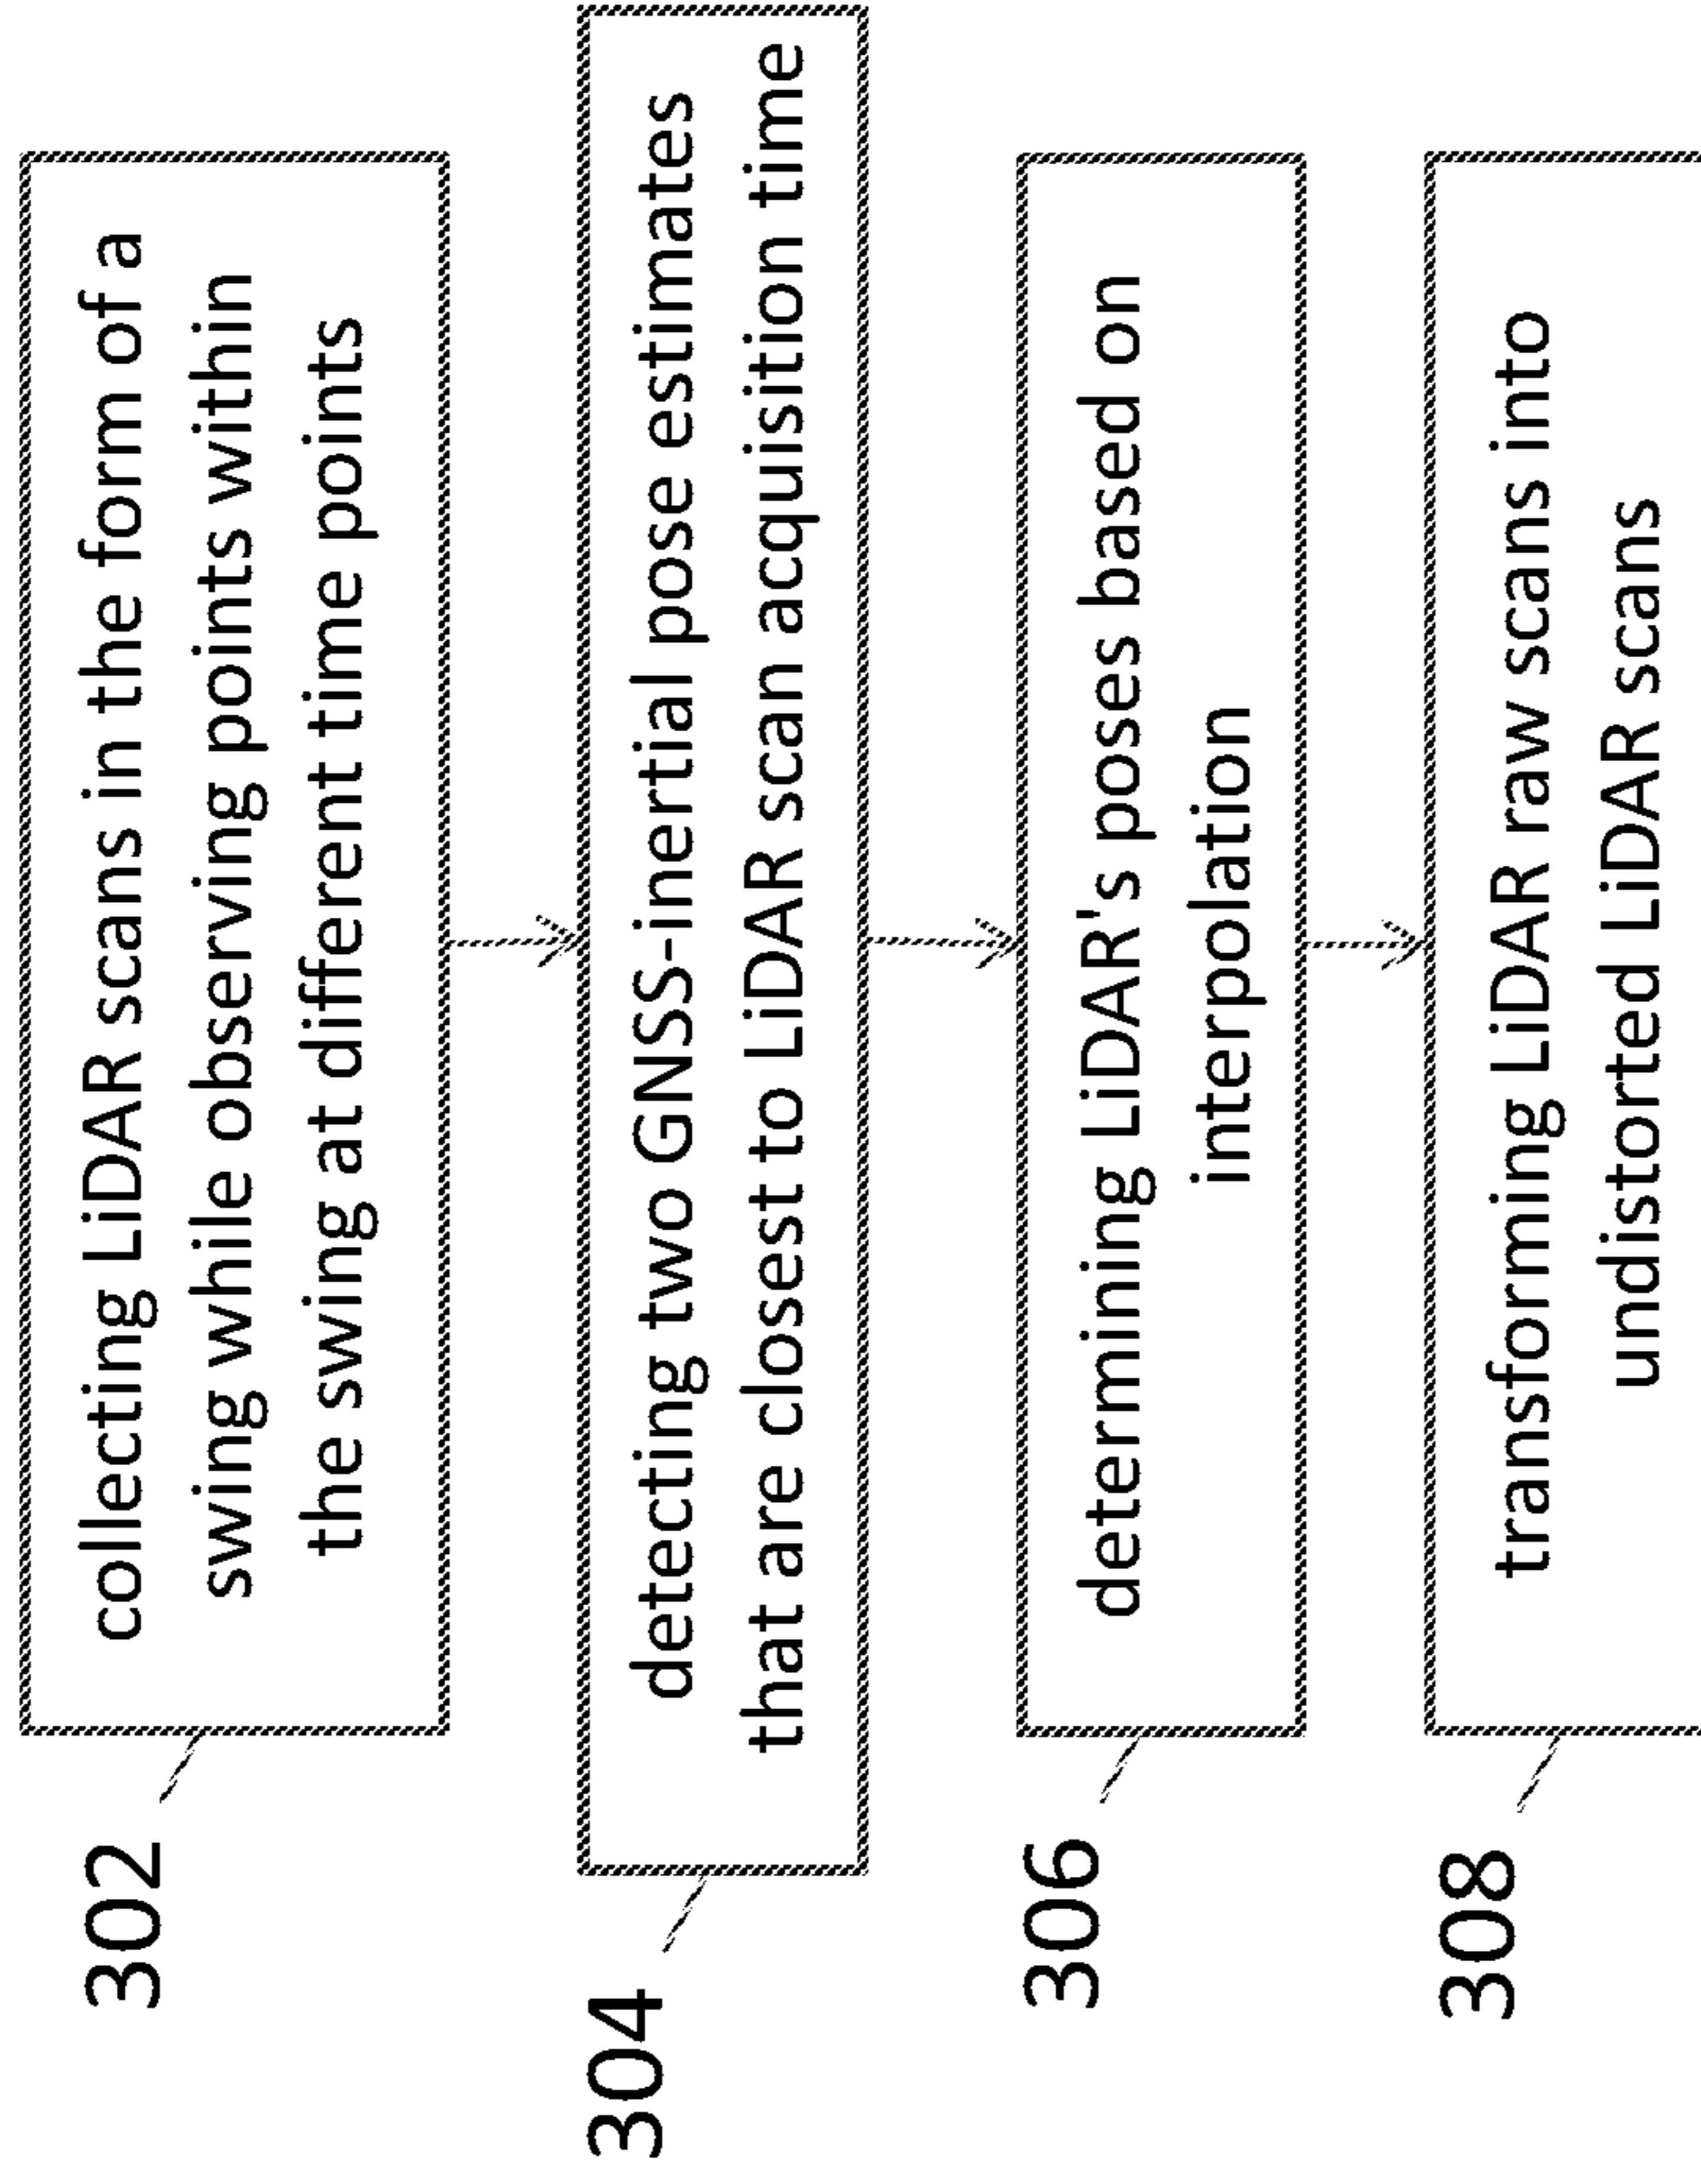 302
collecting LiDAR scans in the form of a
swing while observing points within
the swing at different time points
304
detecting two GNSS-inertial pose estimates
that are closest to LiDAR scan acquisition time
306
determining LiDAR's poses based on
interpolation
308
transforming LiDAR raw scans into
undistorted LiDAR scans